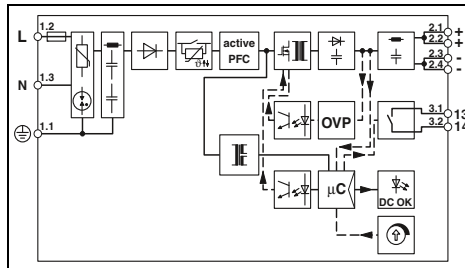 L 1.2
active PFC
2.1 +
2.2 +
2.3 -
2.4 -
N 1.3
ϑ
1.1
OVP
3.1 13
3.2 14
µC
DC OK